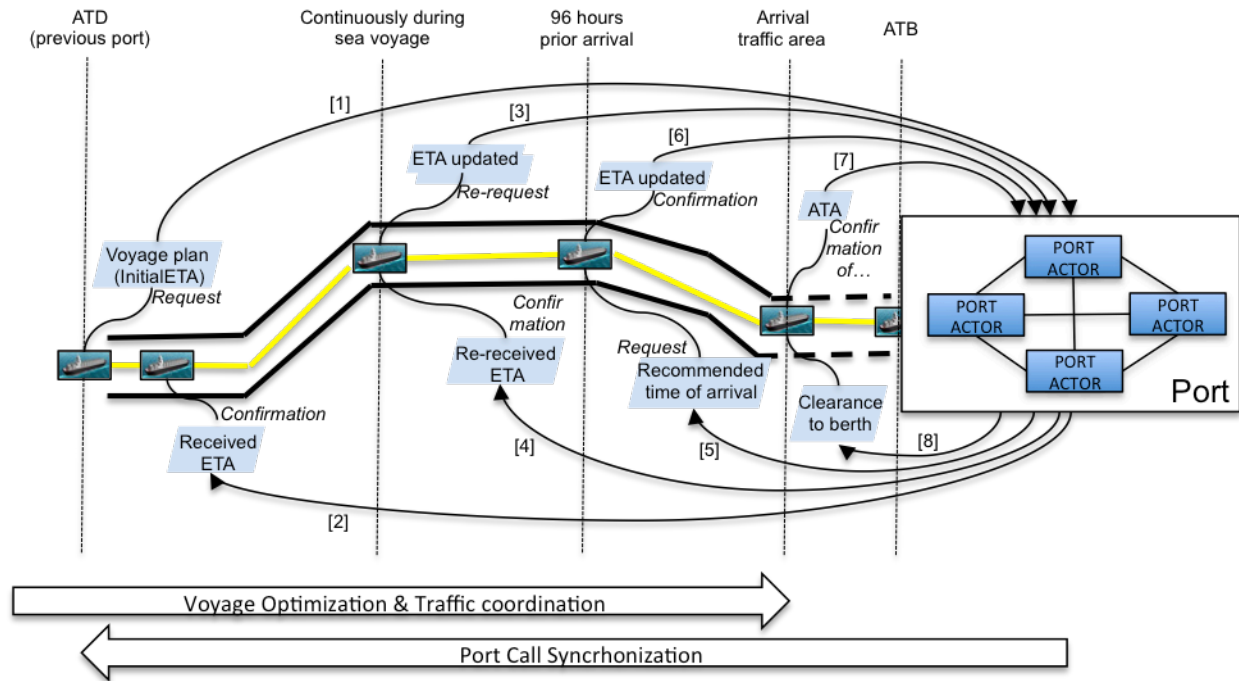 ATD
(previous port)
Continuously during
sea voyage
96 hours
prior arrival
Arrival
traffic area
ATB
[1]
[3]
[6]
[7]
ETA updated
Re-request
ETA updated
Confirmation
ATA
Confir
mation
of…
Voyage plan
(InitialETA)
Request
PORT
ACTOR
PORT
ACTOR
PORT
ACTOR
PORT
ACTOR
Port
Confir
mation
Re-received
ETA
Request
Recommended
time of arrival
Clearance
to berth
Confirmation
Received
ETA
[2]
[4]
[5]
[8]
Voyage Optimization & Traffic coordination
Port Call Syncrhonization